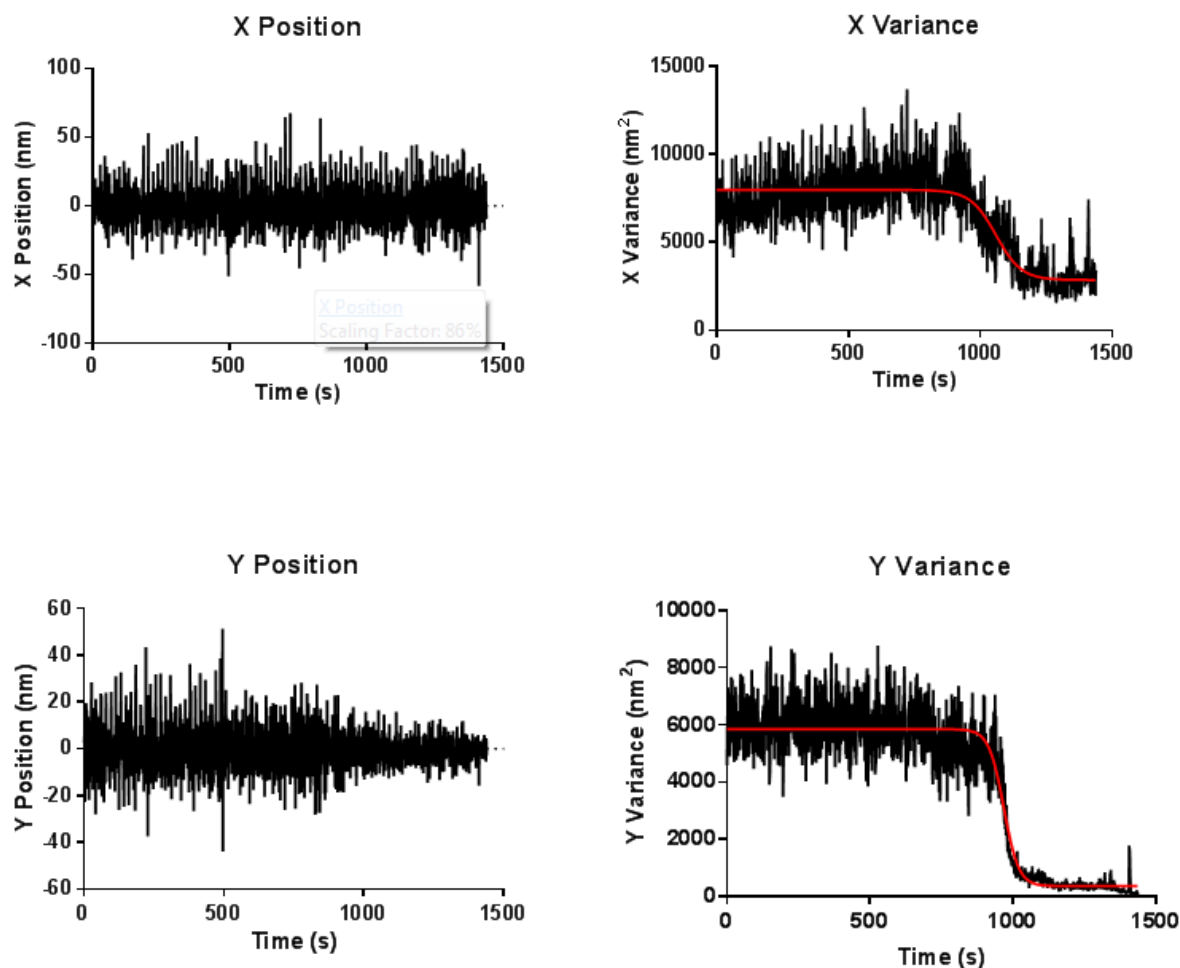 X Position
X Position (nm)
100
50
0
-50
-100
X Position
Scaling Factor: 86%
0 500 1000 1500
Time (s)
X Variance
X Variance (nm²)
15000
10000
5000
0
0 500 1000 1500
Time (s)
Y Position
Y Position (nm)
60
40
20
0
-20
-40
-60
0 500 1000 1500
Time (s)
Y Variance
Y Variance (nm²)
10000
8000
6000
4000
2000
0
0 500 1000 1500
Time (s)